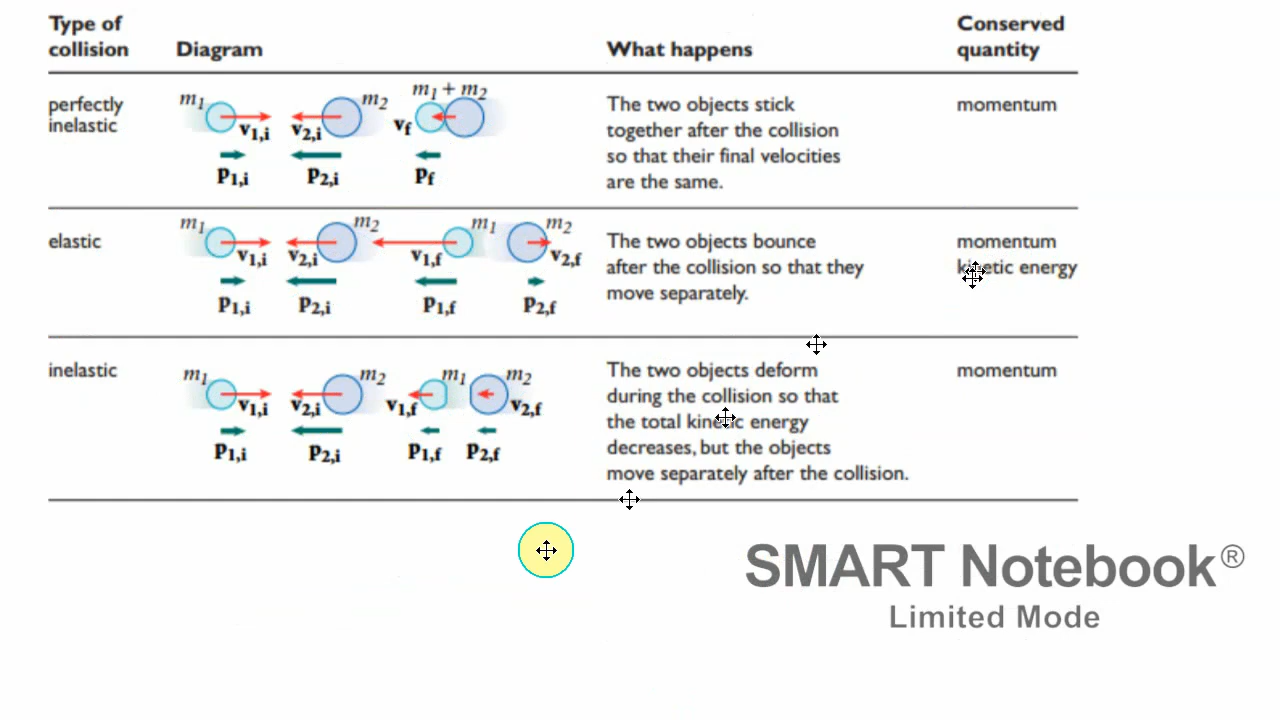 Type of collision
Diagram
What happens
Conserved quantity
perfectly inelastic
m1
m2
m1 + m2
v1,i
v2,i
vf
p1,i
p2,i
pf
The two objects stick
together after the collision
so that their final velocities
are the same.
momentum
elastic
m1
m2
m1
m2
v1,i
v2,i
v1,f
v2,f
p1,i
p2,i
p1,f
p2,f
The two objects bounce
after the collision so that they
move separately.
momentum
kinetic energy
inelastic
m1
m2
m1
m2
v1,i
v2,i
v1,f
v2,f
p1,i
p2,i
p1,f
p2,f
The two objects deform
during the collision so that
the total kinetic energy
decreases, but the objects
move separately after the collision.
momentum
SMART Notebook®
Limited Mode